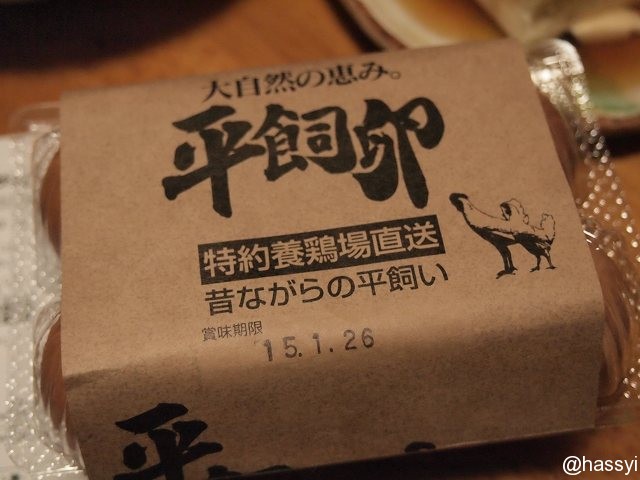 大自然の恵み。
平飼卵
特約養鶏場直送
昔ながらの平飼い
賞味期限
15.1.26
平
@hassyi